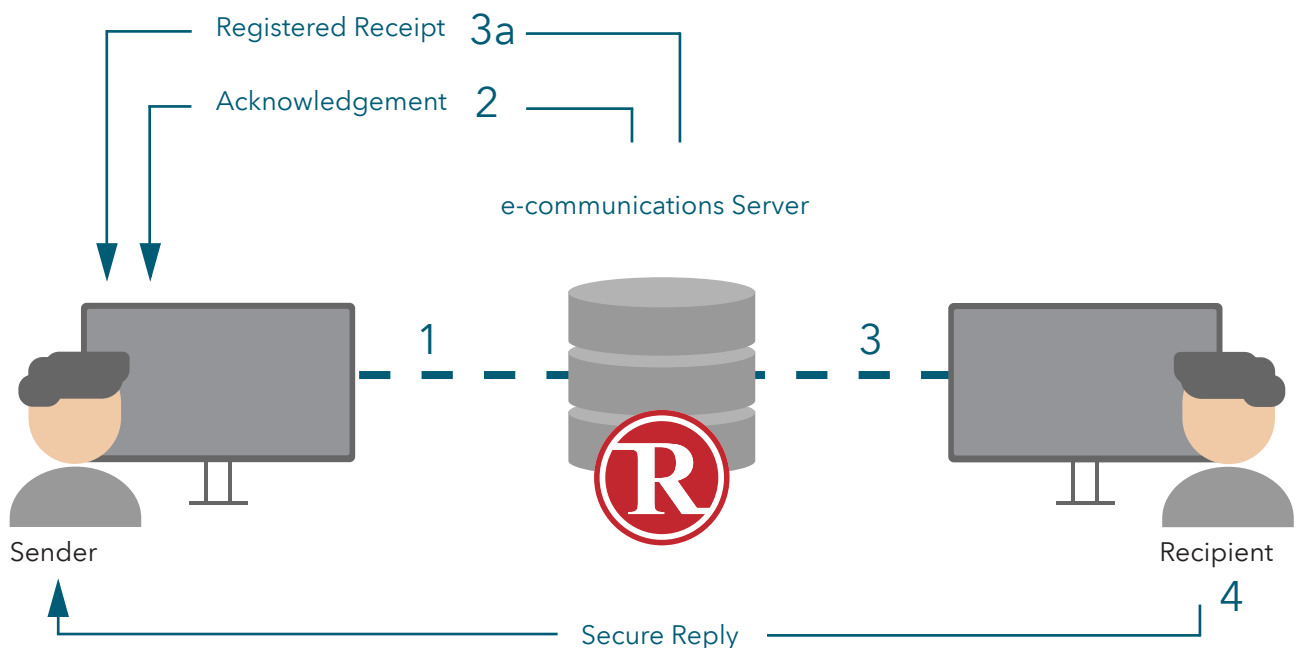 Registered Receipt 3a
Acknowledgement 2
e-communications Server
1
3
R
Sender
Recipient
4
Secure Reply